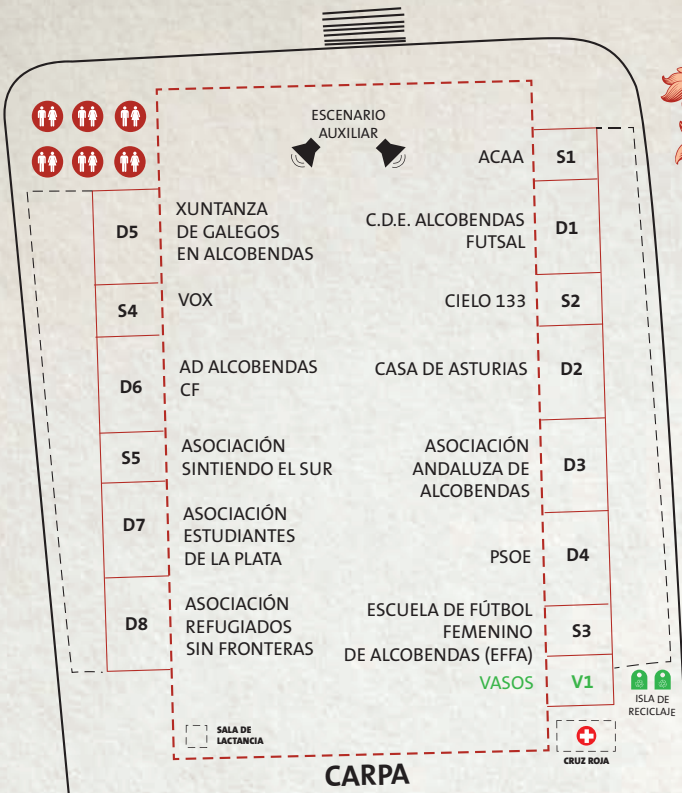 ESCENARIO
AUXILIAR
D5
XUNTANZA
DE GALEGOS
EN ALCOBENDAS
S4
VOX
D6
AD ALCOBENDAS
CF
S5
ASOCIACIÓN
SINTIENDO EL SUR
D7
ASOCIACIÓN
ESTUDIANTES
DE LA PLATA
D8
ASOCIACIÓN
REFUGIADOS
SIN FRONTERAS
SALA DE
LACTANCIA
ACAA
S1
C.D.E. ALCOBENDAS
FUTSAL
D1
CIELO 133
S2
CASA DE ASTURIAS
D2
ASOCIACIÓN
ANDALUZA DE
ALCOBENDAS
D3
PSOE
D4
ESCUELA DE FÚTBOL
FEMENINO
DE ALCOBENDAS (EFFA)
S3
VASOS
V1
ISLA DE
RECICLAJE
CRUZ ROJA
CARPA